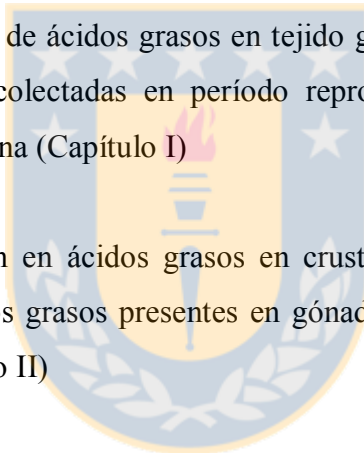 de ácidos grasos en tejido g
colectadas en período repro
na (Capítulo I)
n en ácidos grasos en crust
s grasos presentes en gónad
o II)